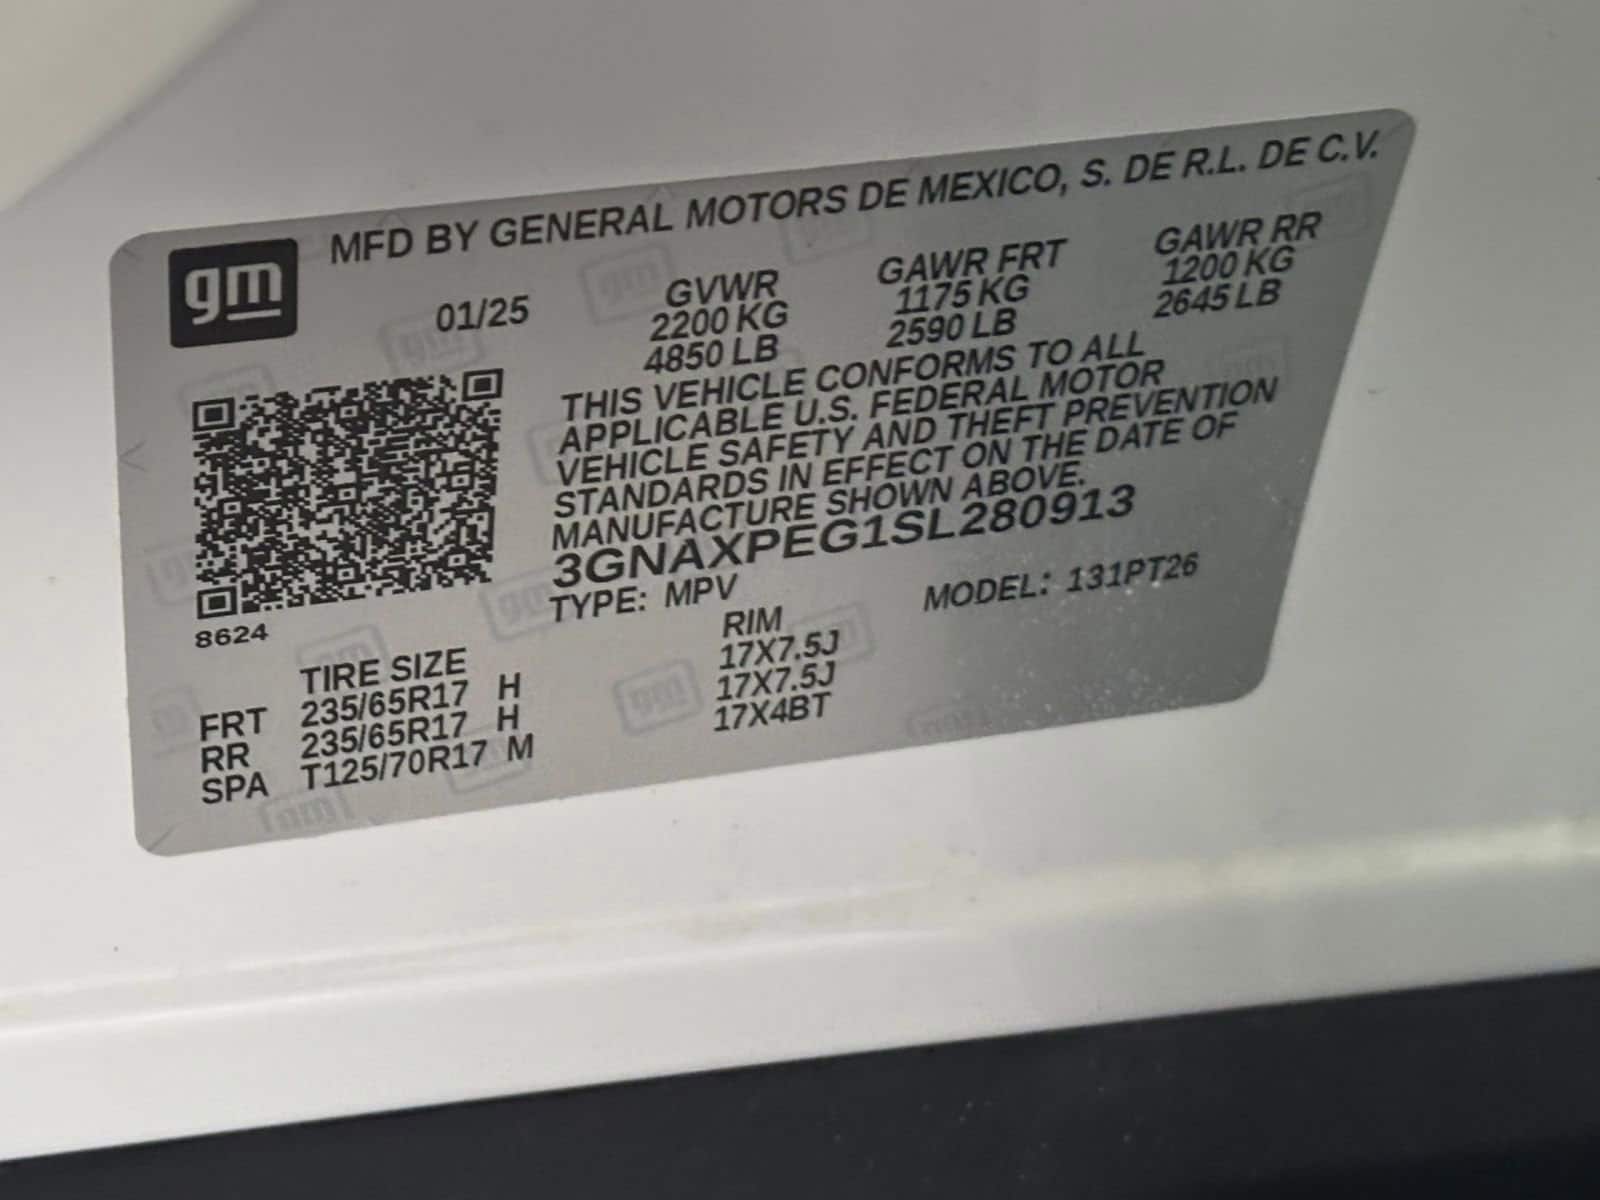 gm
MFD BY GENERAL MOTORS DE MEXICO, S. DE R.L. DE C.V.
01/25
GVWR GAWR FRT GAWR RR
2200 KG 1175 KG 1200 KG
4850 LB 2590 LB 2645 LB
THIS VEHICLE CONFORMS TO ALL
APPLICABLE U.S. FEDERAL MOTOR
VEHICLE SAFETY AND THEFT PREVENTION
STANDARDS IN EFFECT ON THE DATE OF
MANUFACTURE SHOWN ABOVE.
3GNAXPEG1SL280913
TYPE: MPV MODEL: 131PT26
8624
TIRE SIZE RIM
FRT 235/65R17 H 17X7.5J
RR 235/65R17 H 17X7.5J
SPA T125/70R17 M 17X4BT